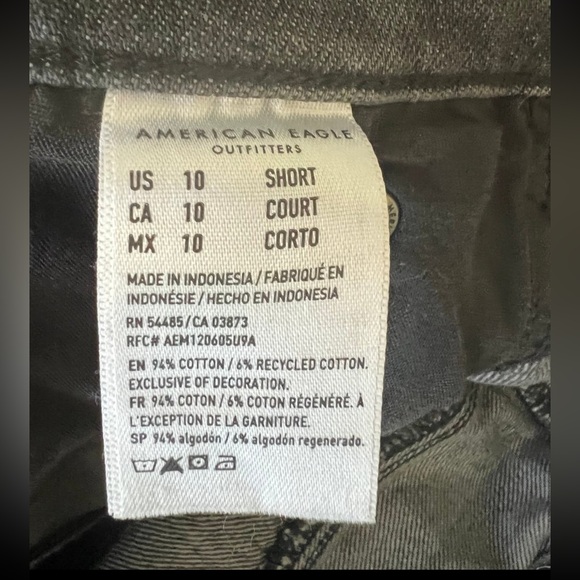 AMERICAN EAGLE
OUTFITTERS
US 10 SHORT
CA 10 COURT
MX 10 CORTO
MADE IN INDONESIA / FABRIQUÉ EN
INDONÉSIE / HECHO EN INDONESIA
RN 54485 / CA 03873
RFC# AEM120605U9A
EN 94% COTTON / 6% RECYCLED COTTON.
EXCLUSIVE OF DECORATION.
FR 94% COTON / 6% COTON RÉGÉNÉRÉ. À
L'EXCEPTION DE LA GARNITURE.
SP 94% algodón / 6% algodón regenerado.